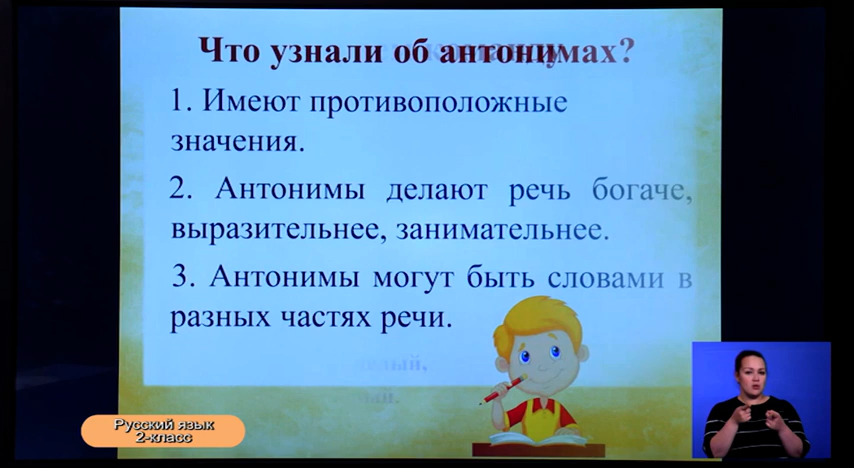 Что узнали об антонимах?
1. Имеют противоположные
значения.
2. Антонимы делают речь богаче,
выразительнее, занимательнее.
3. Антонимы могут быть словами в
разных частях речи.
Русский язык
2-класс